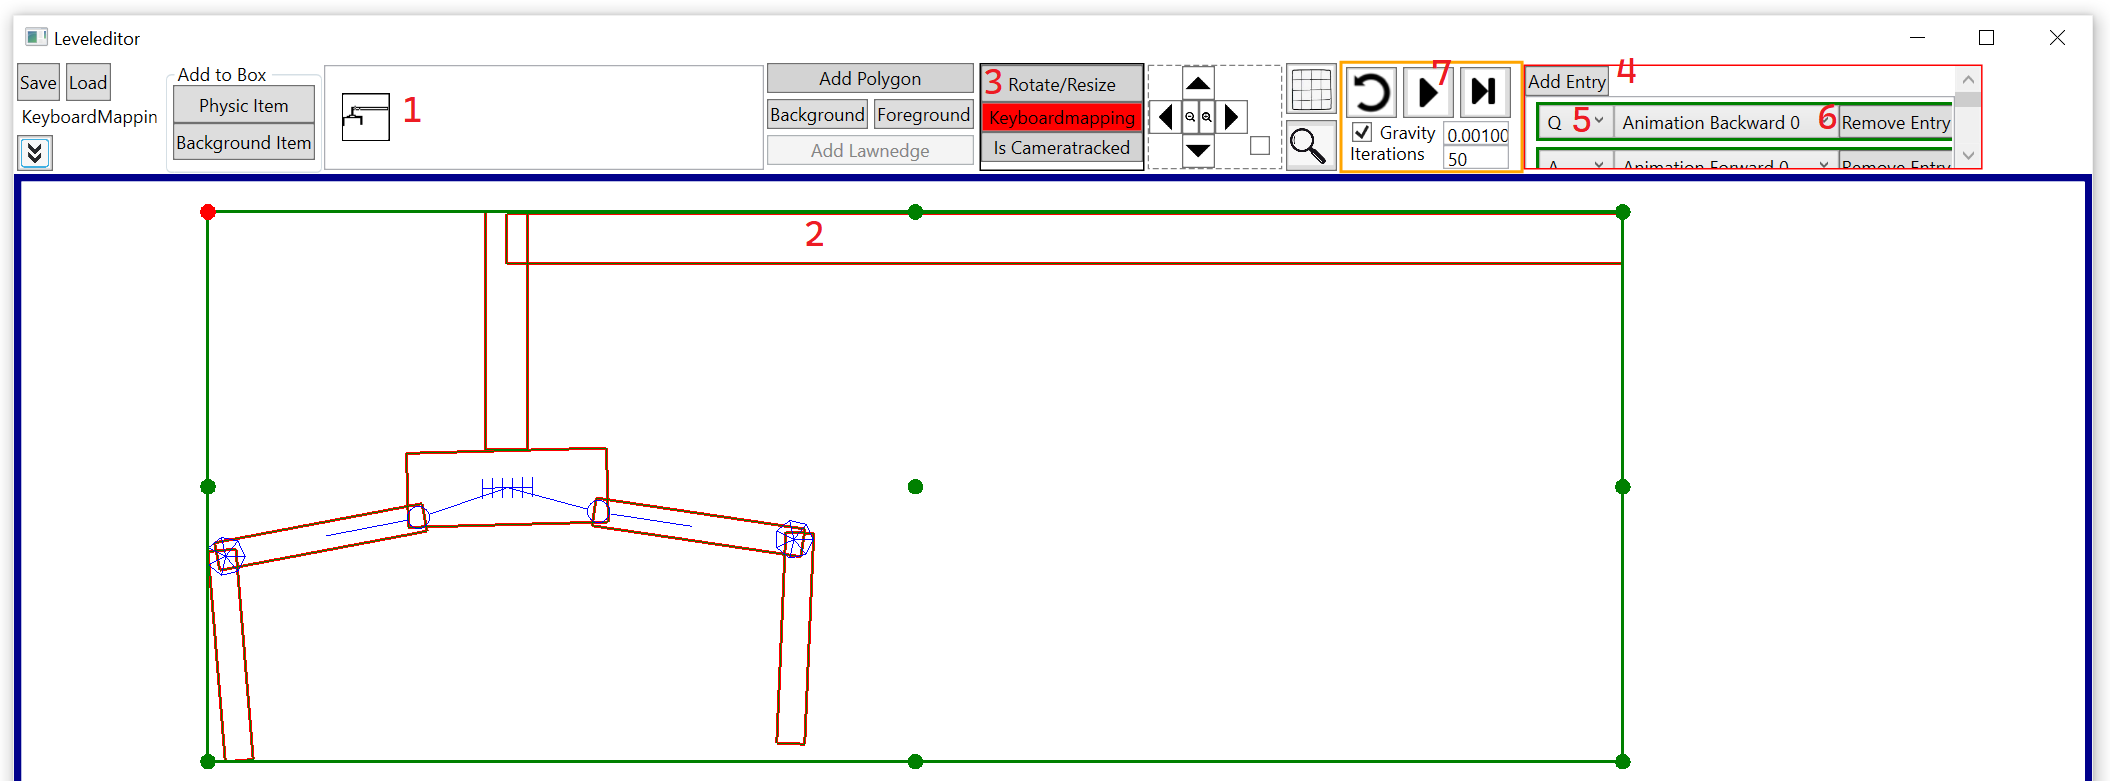 Leveleditor
Save Load
KeyboardMappin
Add to Box
Physic Item
Background Item
1
Add Polygon
Background Foreground
Add Lawnedge
3 Rotate/Resize
Keyboardmapping
Is Cameratracked
7
Gravity 0.00100
Iterations 50
Add Entry 4
Q 5 Animation Backward 0 6 Remove Entry
A Animation Forward 0 Remove Entry
2